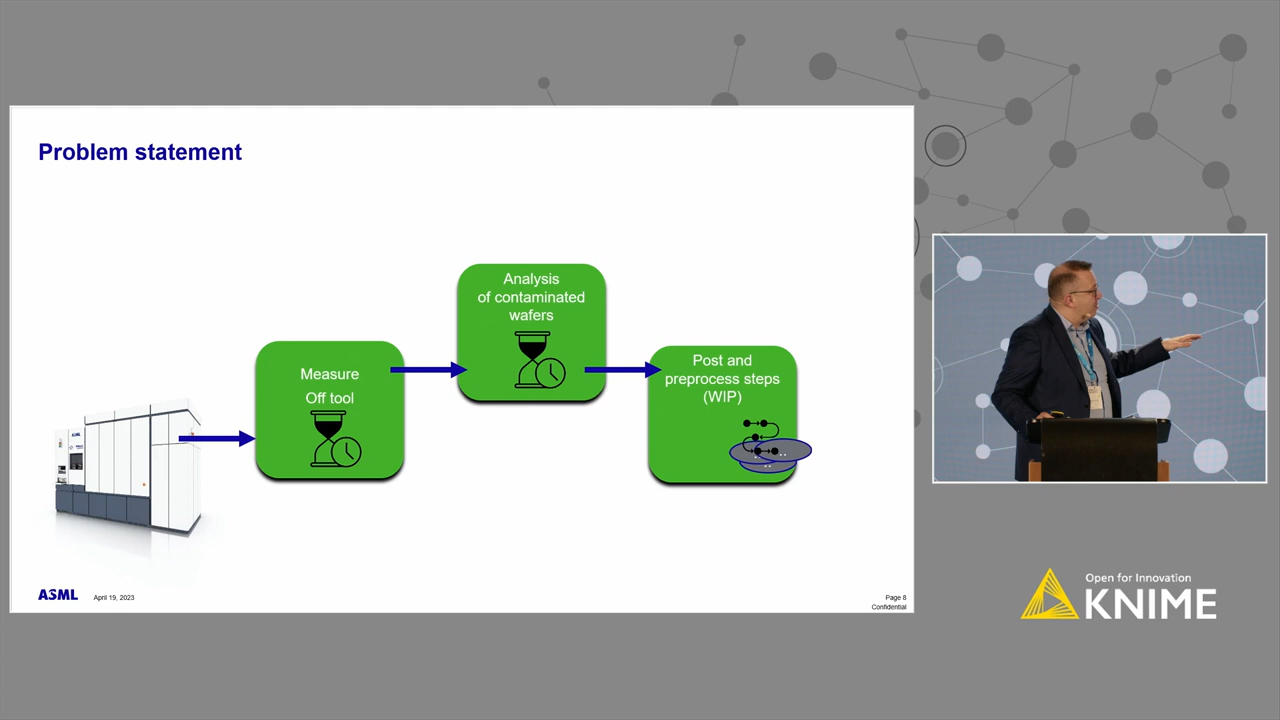 Problem statement
Analysis
of contaminated
wafers
Measure
Off tool
Post and
preprocess steps
(WIP)
ASML
April 19, 2023
Page 8
Confidential
Open for Innovation
KNIME